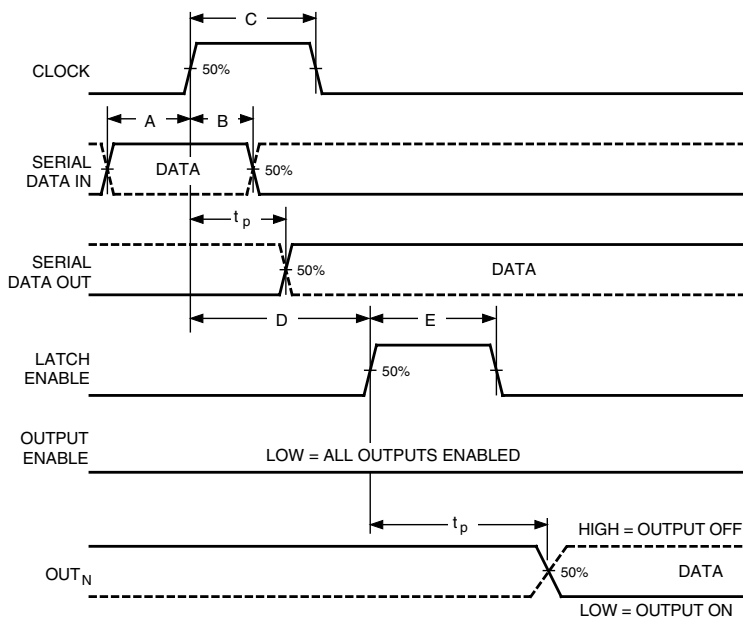 C
CLOCK
50%
A
B
SERIAL
DATA IN
DATA
50%
t p
SERIAL
DATA OUT
50%
DATA
D
E
LATCH
ENABLE
50%
OUTPUT
ENABLE
LOW = ALL OUTPUTS ENABLED
t p
HIGH = OUTPUT OFF
OUT N
50%
DATA
LOW = OUTPUT ON